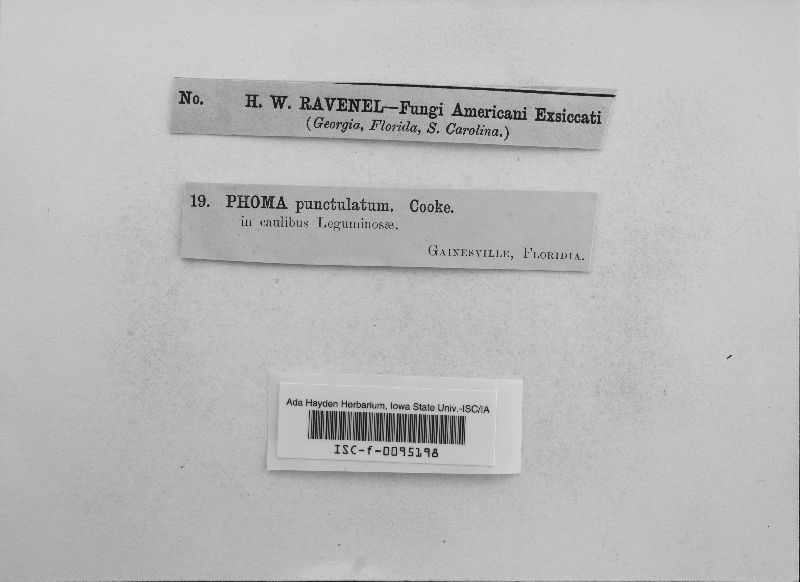 No. H. W. RAVENEL—Fungi Americani Exsiccati
(Georgia, Florida, S. Carolina.)
19. PHOMA punctulatum. Cooke.
in caulibus Leguminosæ.
GAINESVILLE, FLORIDIA.
Ada Hayden Herbarium, Iowa State Univ.-ISC/IA
ISC-f-0095198